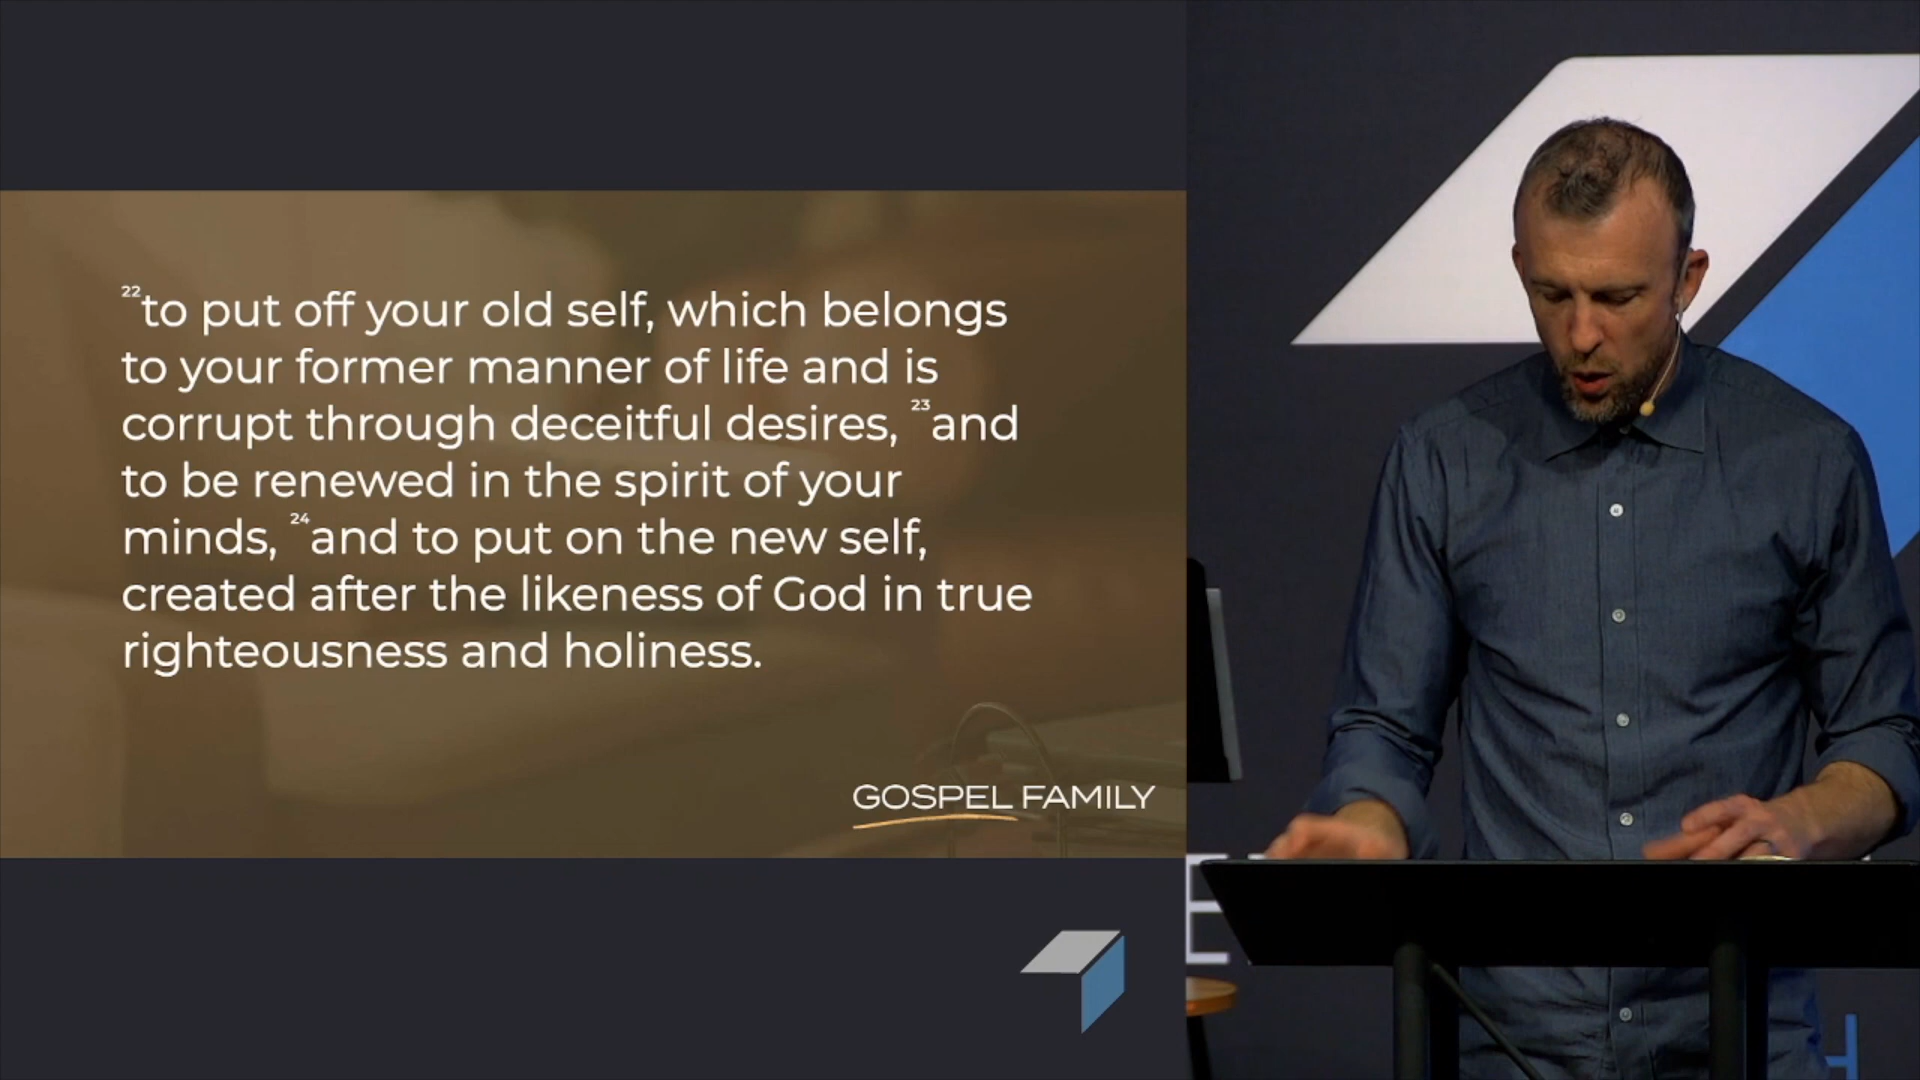 ²²to put off your old self, which belongs
to your former manner of life and is
corrupt through deceitful desires, ²³and
to be renewed in the spirit of your
minds, ²⁴and to put on the new self,
created after the likeness of God in true
righteousness and holiness.
GOSPEL FAMILY
E
H